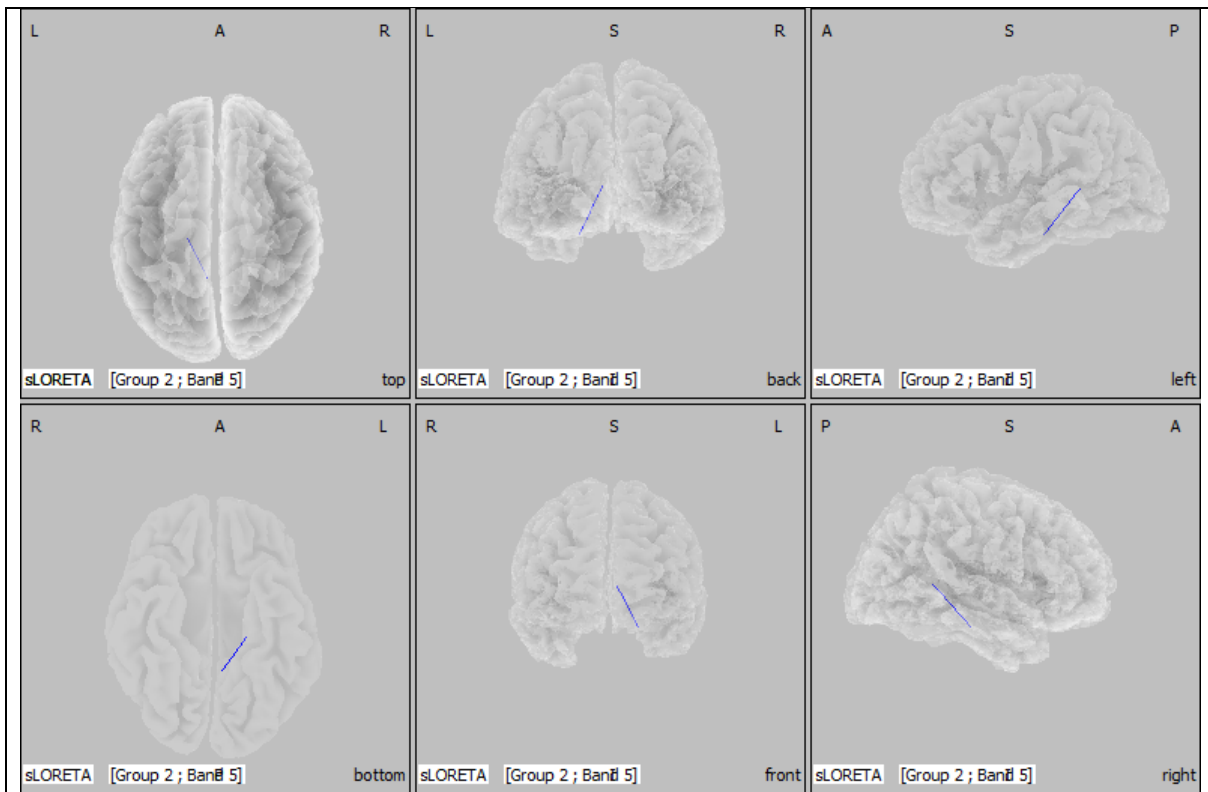 L A R
sLORETA [Group 2 ; Band 5] top
L S R
sLORETA [Group 2 ; Band 5] back
A S P
sLORETA [Group 2 ; Band 5] left
R A L
sLORETA [Group 2 ; Band 5] bottom
R S L
sLORETA [Group 2 ; Band 5] front
P S A
sLORETA [Group 2 ; Band 5] right